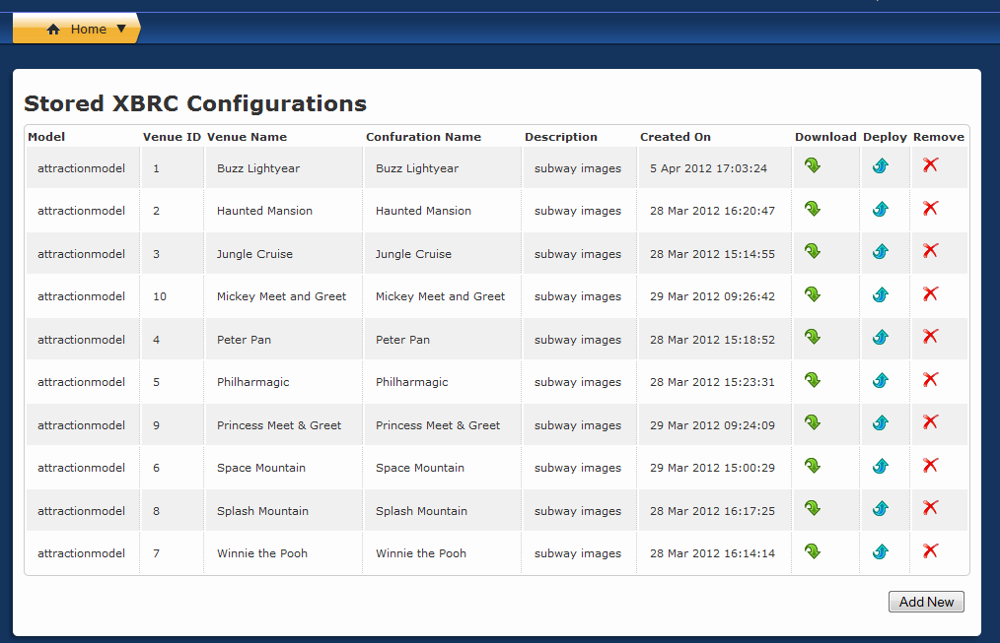 Home ▼
Stored XBRC Configurations
Model Venue ID Venue Name Confuration Name Description Created On Download Deploy Remove
attractionmodel 1 Buzz Lightyear Buzz Lightyear subway images 5 Apr 2012 17:03:24
attractionmodel 2 Haunted Mansion Haunted Mansion subway images 28 Mar 2012 16:20:47
attractionmodel 3 Jungle Cruise Jungle Cruise subway images 28 Mar 2012 15:14:55
attractionmodel 10 Mickey Meet and Greet Mickey Meet and Greet subway images 29 Mar 2012 09:26:42
attractionmodel 4 Peter Pan Peter Pan subway images 28 Mar 2012 15:18:52
attractionmodel 5 Philharmagic Philharmagic subway images 28 Mar 2012 15:23:31
attractionmodel 9 Princess Meet & Greet Princess Meet & Greet subway images 29 Mar 2012 09:24:09
attractionmodel 6 Space Mountain Space Mountain subway images 29 Mar 2012 15:00:29
attractionmodel 8 Splash Mountain Splash Mountain subway images 28 Mar 2012 16:17:25
attractionmodel 7 Winnie the Pooh Winnie the Pooh subway images 28 Mar 2012 16:14:14
Add New